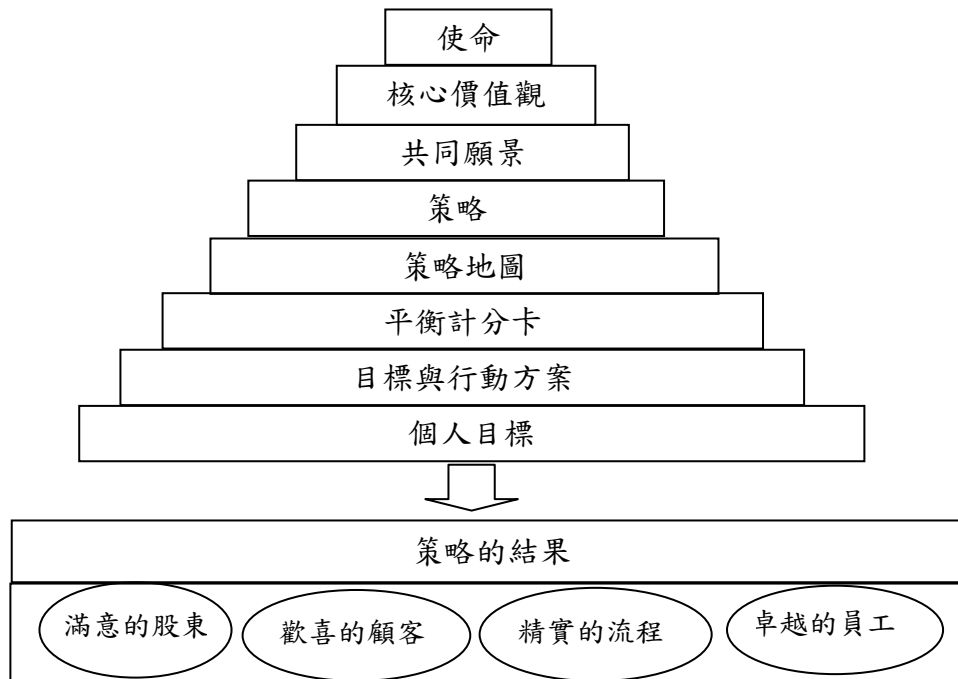 使命
核心價值觀
共同願景
策略
策略地圖
平衡計分卡
目標與行動方案
個人目標
策略的結果
滿意的股東
歡喜的顧客
精實的流程
卓越的員工